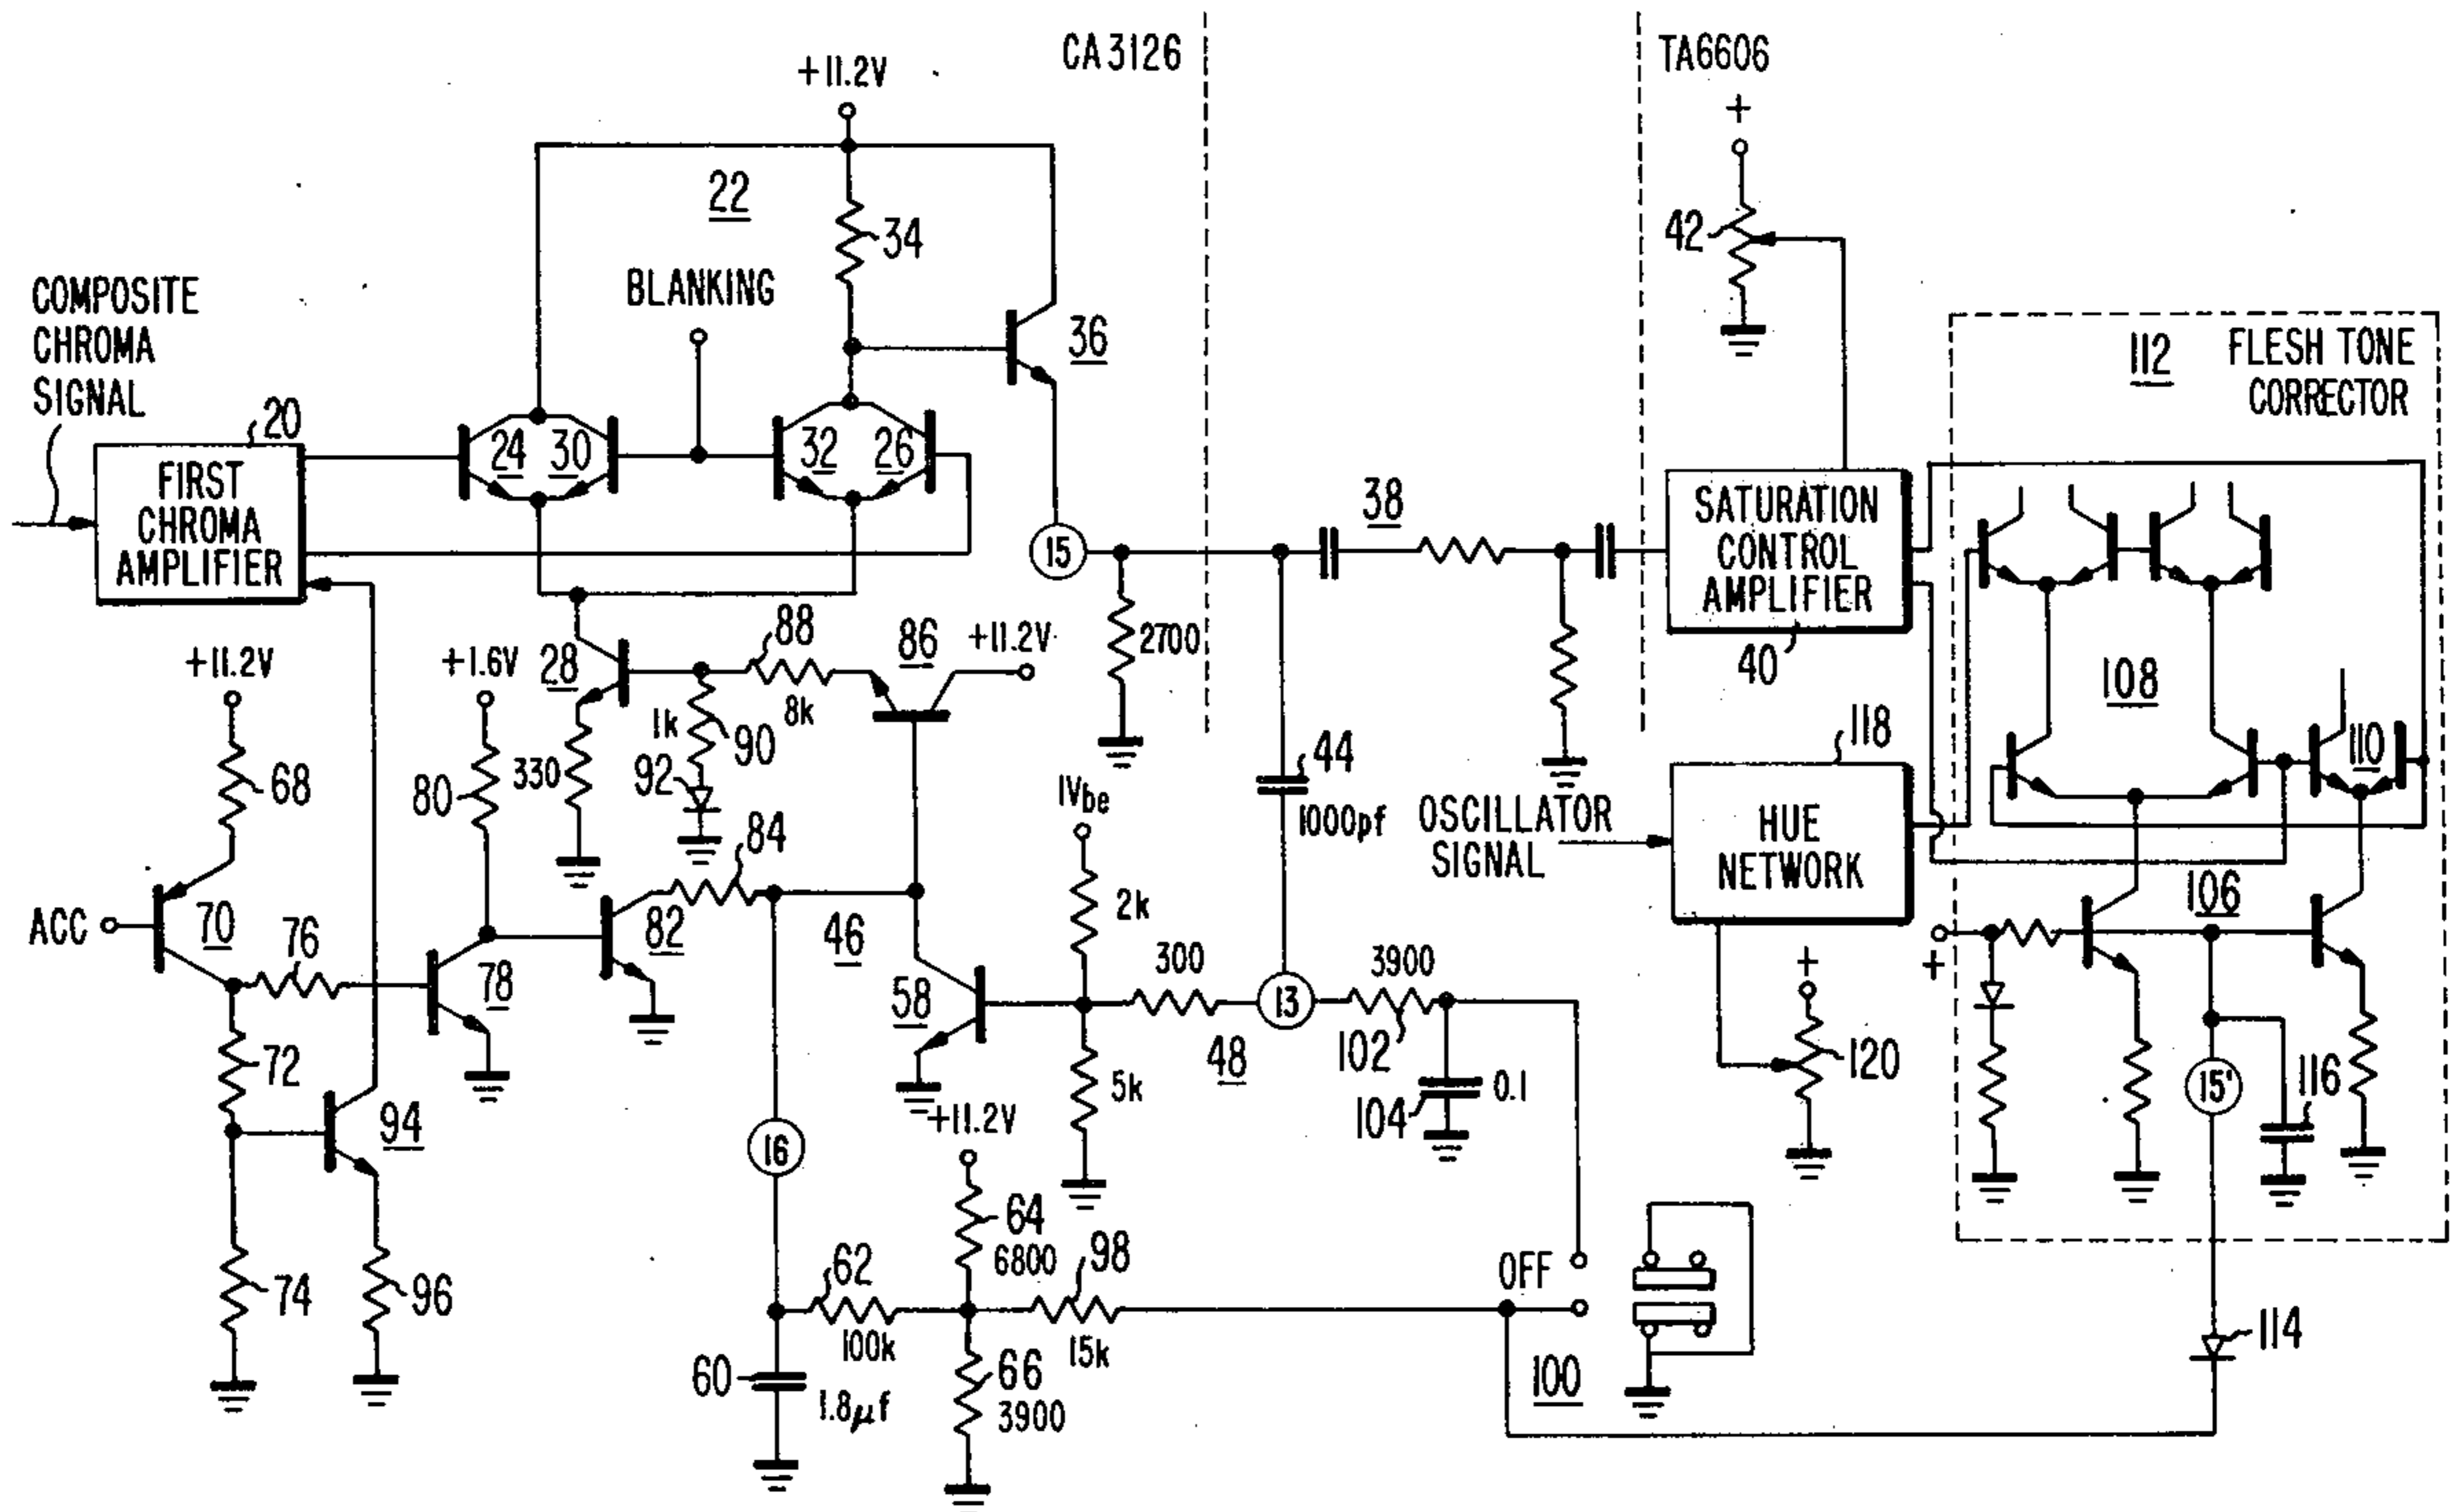 CA3126
TA6606
+11.2V
+
22
34
42
BLANKING
36
COMPOSITE
CHROMA
SIGNAL
112
FLESH TONE
CORRECTOR
20
FIRST
CHROMA
AMPLIFIER
24
30
32
26
38
15
SATURATION
CONTROL
AMPLIFIER
40
88
86
+11.2V
2700
+11.2V
+1.6V
28
8k
1k
90
108
118
110
68
80
330
92
44
1000pf
1Vbe
84
OSCILLATOR
SIGNAL
HUE
NETWORK
ACC
70
76
82
46
2k
106
78
58
300
13
3900
+
+
72
48
102
120
94
5k
104
0.1
15'
116
16
+11.2V
64
6800
74
96
62
98
OFF
100k
15k
60
1.8μf
66
3900
100
114